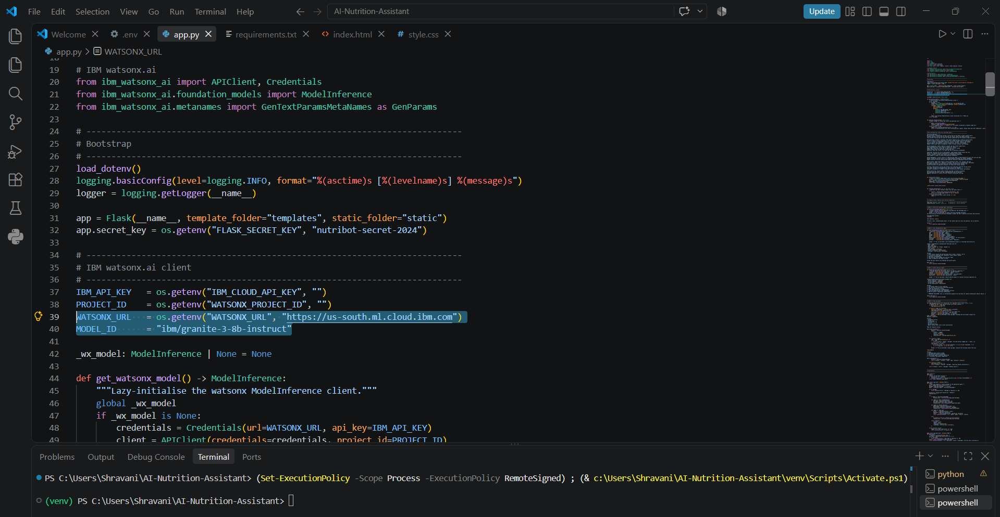 File Edit Selection View Go Run Terminal Help
AI-Nutrition-Assistant
Update
Welcome
.env
app.py
requirements.txt
index.html
style.css
app.py > WATSONX_URL
18
19 # IBM watsonx.ai
20 from ibm_watsonx_ai import APIClient, Credentials
21 from ibm_watsonx_ai.foundation_models import ModelInference
22 from ibm_watsonx_ai.metanames import GenTextParamsMetaNames as GenParams
23
24 # ---------------------------------------------------------------------------
25 # Bootstrap
26 # ---------------------------------------------------------------------------
27 load_dotenv()
28 logging.basicConfig(level=logging.INFO, format="%(asctime)s [%(levelname)s] %(message)s")
29 logger = logging.getLogger(__name__)
30
31 app = Flask(__name__, template_folder="templates", static_folder="static")
32 app.secret_key = os.getenv("FLASK_SECRET_KEY", "nutribot-secret-2024")
33
34 # ---------------------------------------------------------------------------
35 # IBM watsonx.ai client
36 # ---------------------------------------------------------------------------
37 IBM_API_KEY   = os.getenv("IBM_CLOUD_API_KEY", "")
38 PROJECT_ID    = os.getenv("WATSONX_PROJECT_ID", "")
39 WATSONX_URL   = os.getenv("WATSONX_URL", "https://us-south.ml.cloud.ibm.com")
40 MODEL_ID      = "ibm/granite-3-8b-instruct"
41
42 _wx_model: ModelInference | None = None
43
44 def get_watsonx_model() -> ModelInference:
45     """Lazy-initialise the watsonx ModelInference client."""
46     global _wx_model
47     if _wx_model is None:
48         credentials = Credentials(url=WATSONX_URL, api_key=IBM_API_KEY)
49         client = APIClient(credentials=credentials, project_id=PROJECT_ID)
Problems Output Debug Console Terminal Ports
PS C:\Users\Shravani\AI-Nutrition-Assistant> (Set-ExecutionPolicy -Scope Process -ExecutionPolicy RemoteSigned) ; (& c:\Users\Shravani\AI-Nutrition-Assistant\venv\Scripts\Activate.ps1)
(venv) PS C:\Users\Shravani\AI-Nutrition-Assistant>
python
powershell
powershell